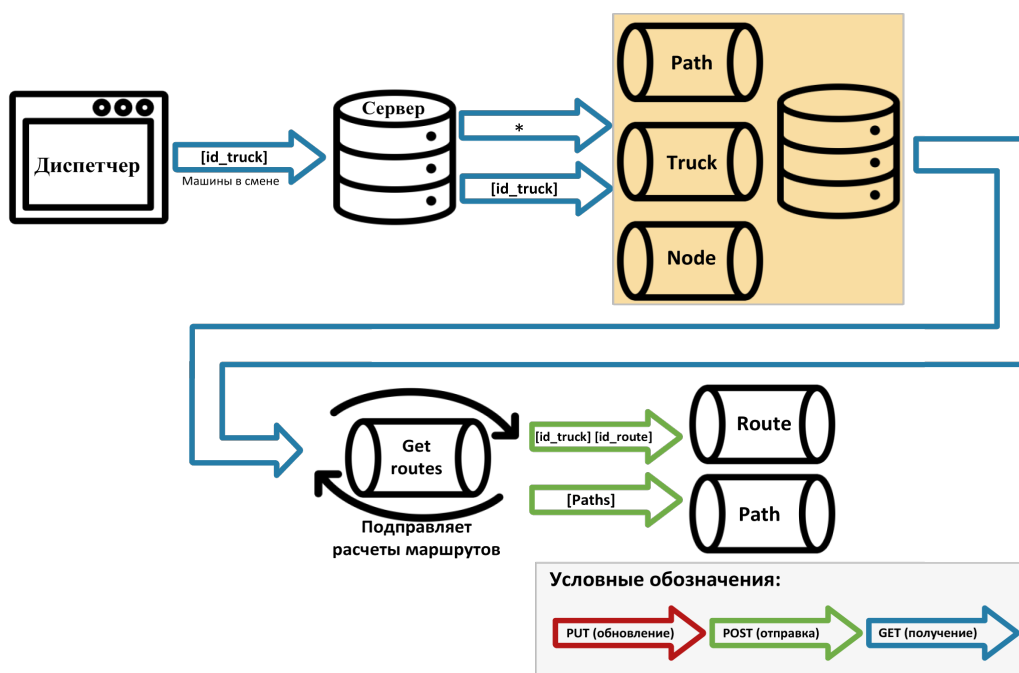 Диспетчер
[id_truck]
Машины в смене
Сервер
*
[id_truck]
Path
Truck
Node
Get
routes
Подправляет
расчеты маршрутов
[id_truck] [id_route]
[Paths]
Route
Path
Условные обозначения:
PUT (обновление)
POST (отправка)
GET (получение)